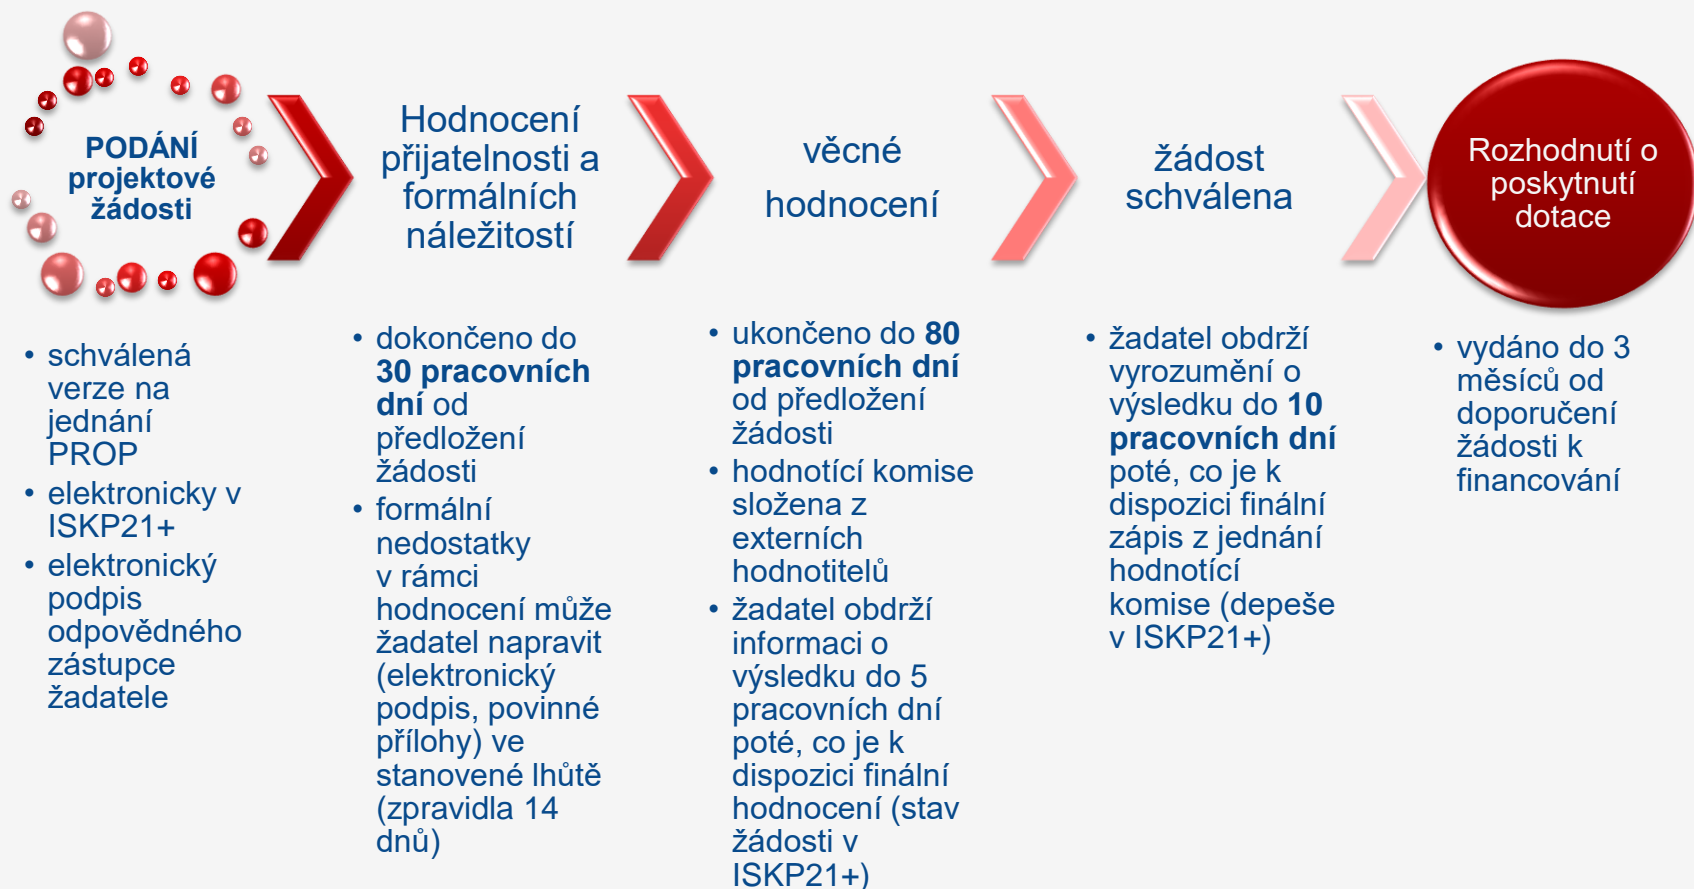 PODÁNÍ
projektové
žádosti
Hodnocení
přijatelnosti a
formálních
náležitostí
věcné
hodnocení
žádost
schválena
Rozhodnutí o
poskytnutí
dotace
• schválená
verze na
jednání
PROP
• elektronicky v
ISKP21+
• elektronický
podpis
odpovědného
zástupce
žadatele
• dokončeno do
30 pracovních
dní od
předložení
žádosti
• formální
nedostatky
v rámci
hodnocení může
žadatel napravit
(elektronický
podpis, povinné
přílohy) ve
stanovené lhůtě
(zpravidla 14
dnů)
• ukončeno do 80
pracovních dní
od předložení
žádosti
• hodnotící komise
složena z
externích
hodnotitelů
• žadatel obdrží
informaci o
výsledku do 5
pracovních dní
poté, co je k
dispozici finální
hodnocení (stav
žádosti v
ISKP21+)
• žadatel obdrží
vyrozumění o
výsledku do 10
pracovních dní
poté, co je k
dispozici finální
zápis z jednání
hodnotící
komise (depeše
v ISKP21+)
• vydáno do 3
měsíců od
doporučení
žádosti k
financování